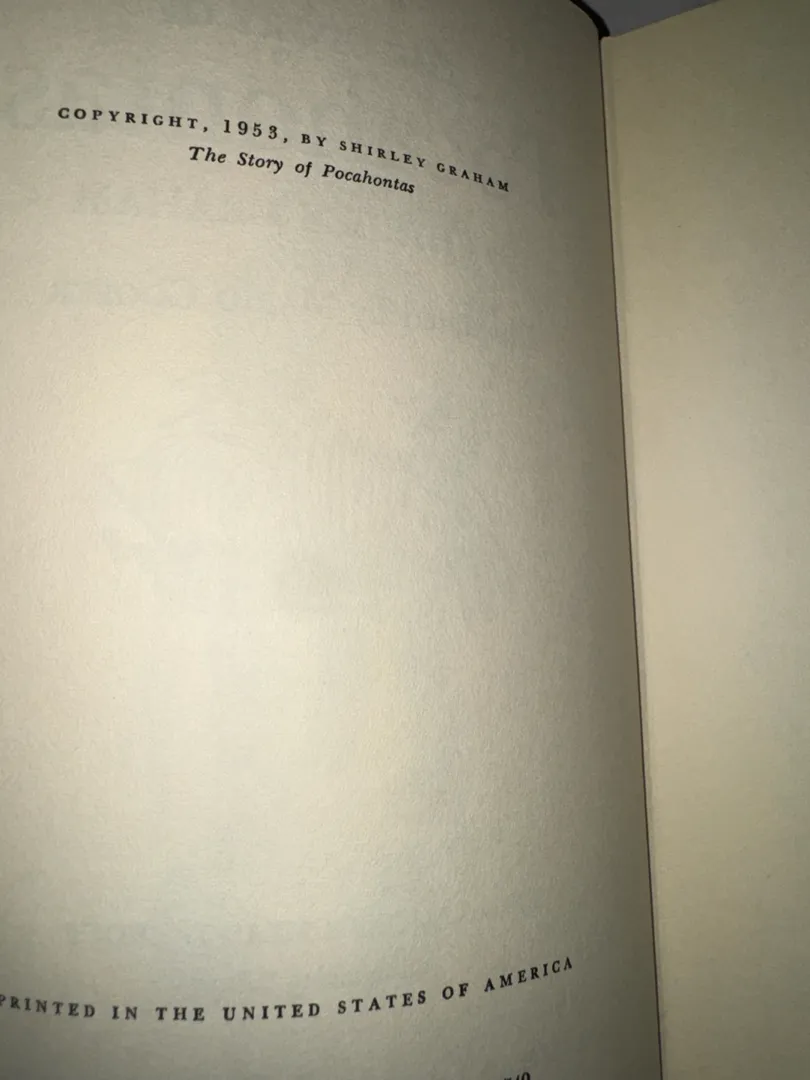 COPYRIGHT, 1953, BY SHIRLEY GRAHAM
The Story of Pocahontas
PRINTED IN THE UNITED STATES OF AMERICA